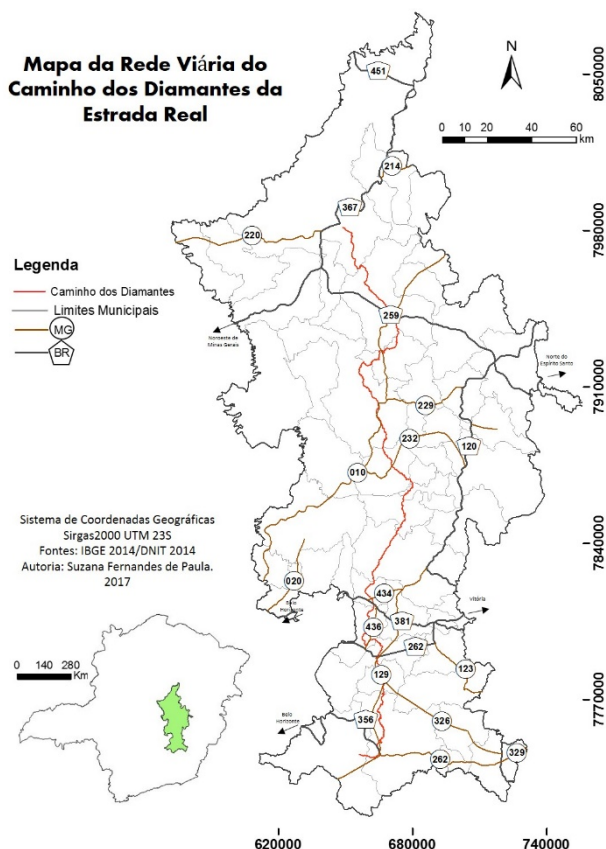 Mapa da Rede Viária do
Caminho dos Diamantes da
Estrada Real
N
0 10 20 40 60
km
8050000
7980000
7910000
7840000
7770000
451
214
367
220
Legenda
Caminho dos Diamantes
Limites Municipais
MG
BR
259
Noroeste de
Minas Gerais
Norte do
Espírito Santo
229
232
120
010
Sistema de Coordenadas Geográficas
Sirgas2000 UTM 23S
Fontes: IBGE 2014/DNIT 2014
Autoria: Suzana Fernandes de Paula.
2017
020
434
Belo
Horizonte
Vitória
381
436
262
0 140 280
Km
129
123
Belo
Horizonte
356
326
329
262
620000 680000 740000